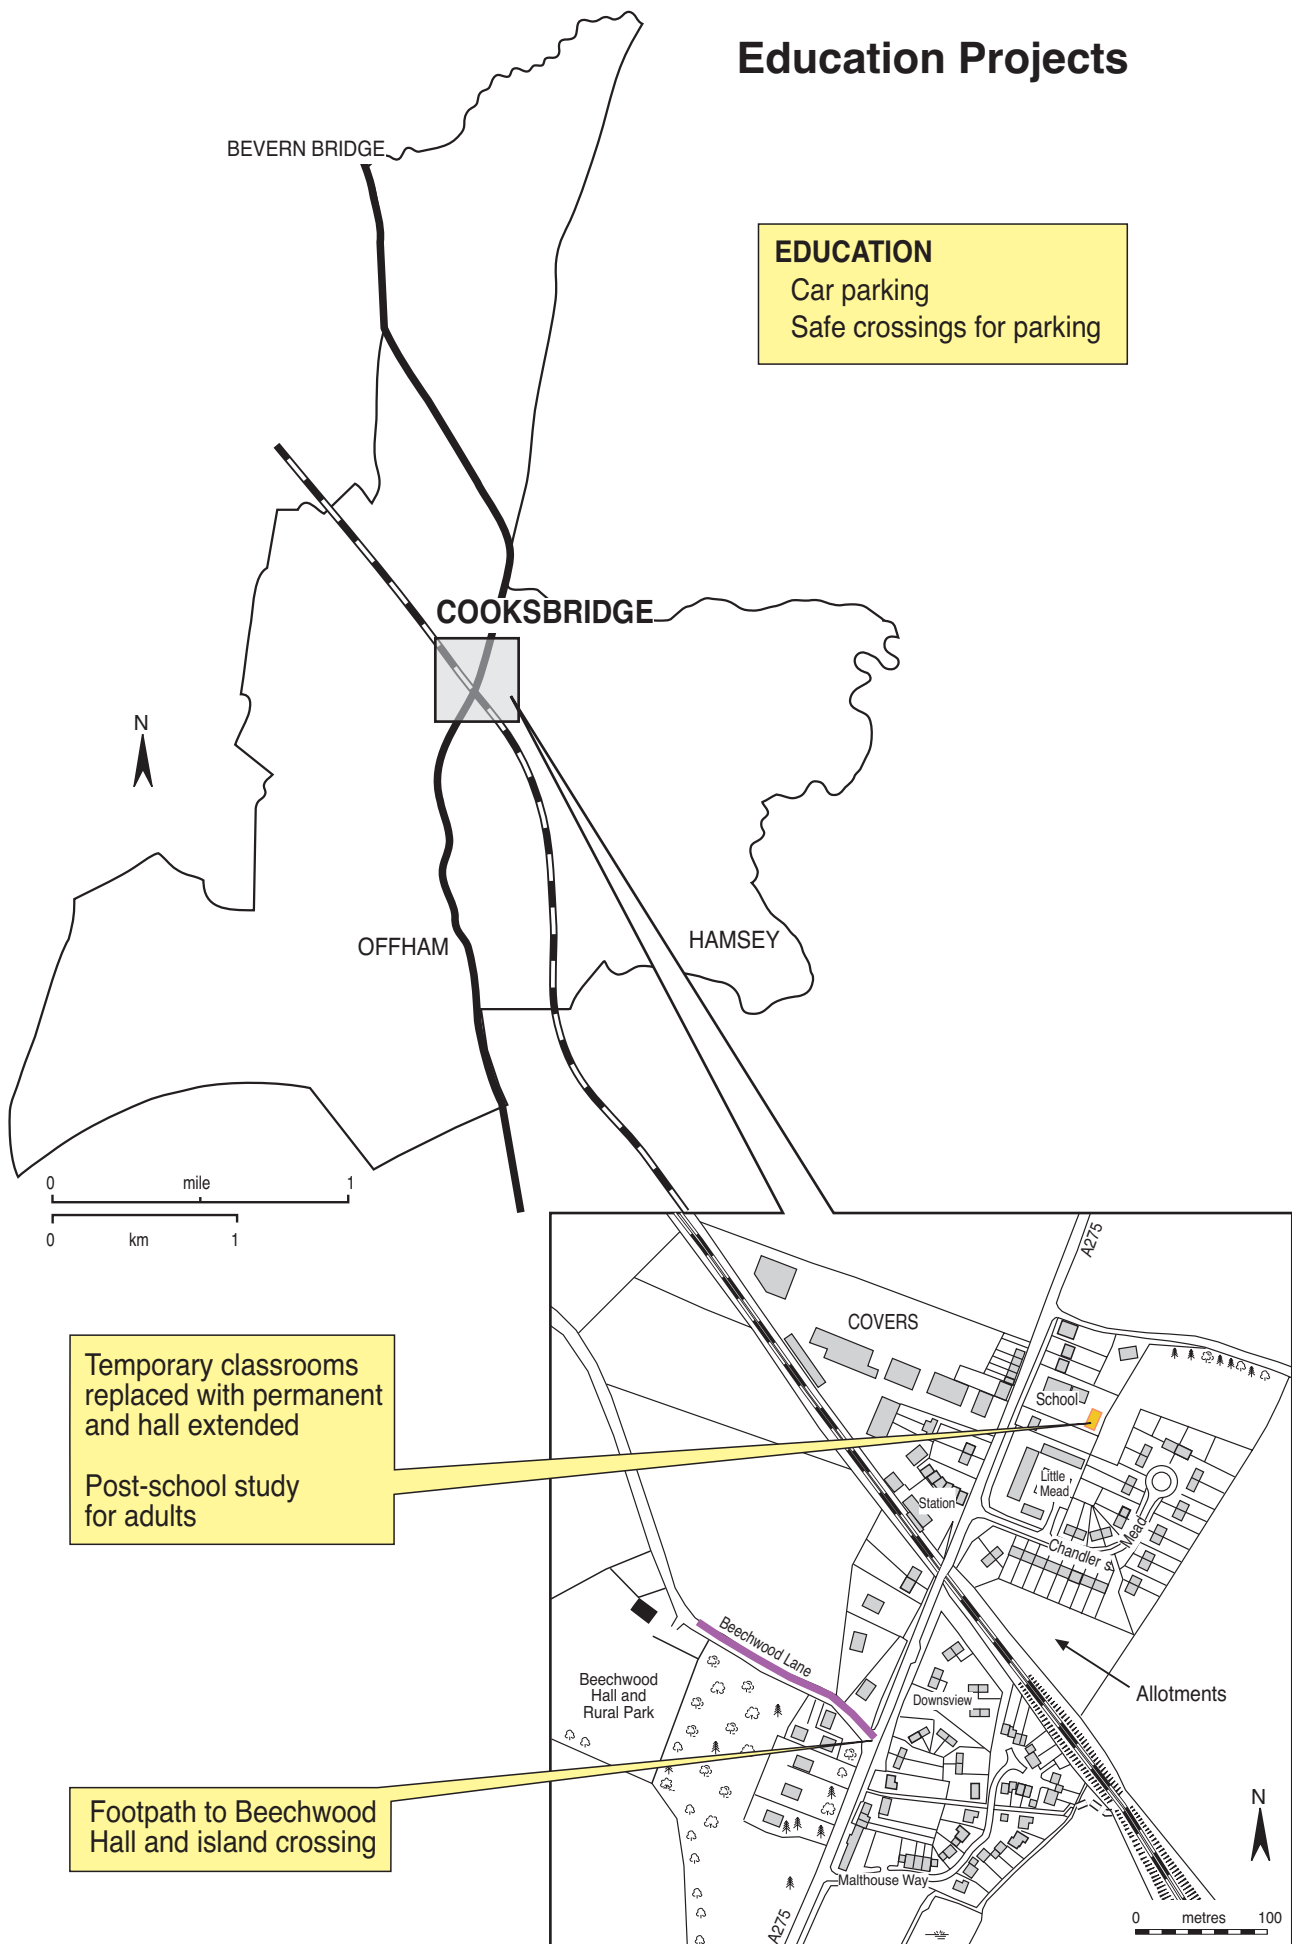 Education Projects
BEVERN BRIDGE
EDUCATION
Car parking
Safe crossings for parking
COOKSBRIDGE
N
OFFHAM
HAMSEY
0 mile 1
0 km 1
A275
COVERS
Temporary classrooms
replaced with permanent
and hall extended
Post-school study
for adults
School
Little
Mead
Station
Chandler s
Mead
Beechwood Lane
Beechwood
Hall and
Rural Park
Downsview
Allotments
Footpath to Beechwood
Hall and island crossing
N
Malthouse Way
A275
0 metres 100